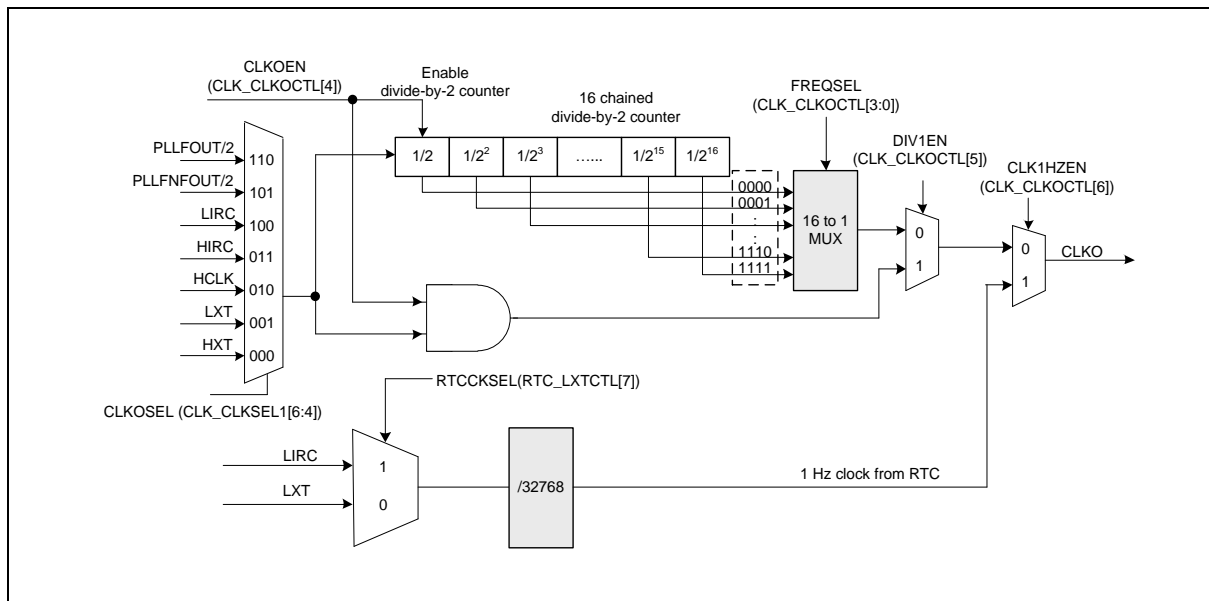 CLKOEN
(CLK_CLKOCTL[4])
Enable
divide-by-2 counter
16 chained
divide-by-2 counter
FREQSEL
(CLK_CLKOCTL[3:0])
DIV1EN
(CLK_CLKOCTL[5])
CLK1HZEN
(CLK_CLKOCTL[6])
PLLFOUT/2
PLLFNFOUT/2
LIRC
HIRC
HCLK
LXT
HXT
110
101
100
011
010
001
000
1/2
1/2²
1/2³
…...
1/2¹⁵
1/2¹⁶
0000
0001
:
:
1110
1111
16 to 1
MUX
0
1
0
1
CLKO
CLKOSEL (CLK_CLKSEL1[6:4])
RTCCKSEL(RTC_LXTCTL[7])
LIRC
LXT
1
0
/32768
1 Hz clock from RTC